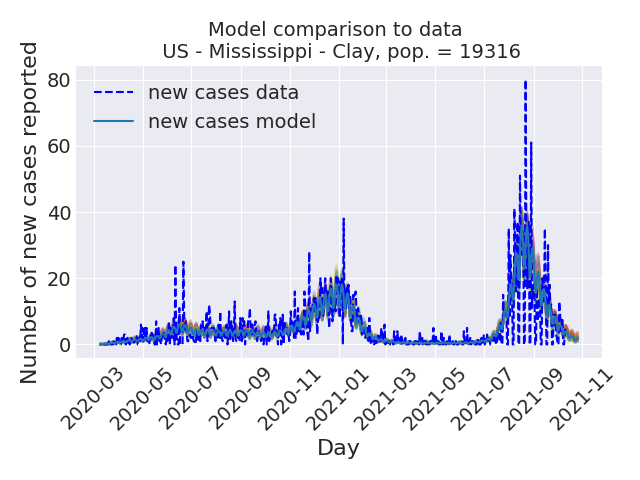 Model comparison to data
US - Mississippi - Clay, pop. = 19316
Number of new cases reported
80
60
40
20
0
new cases data
new cases model
2020-03
2020-05
2020-07
2020-09
2020-11
2021-01
2021-03
2021-05
2021-07
2021-09
2021-11
Day